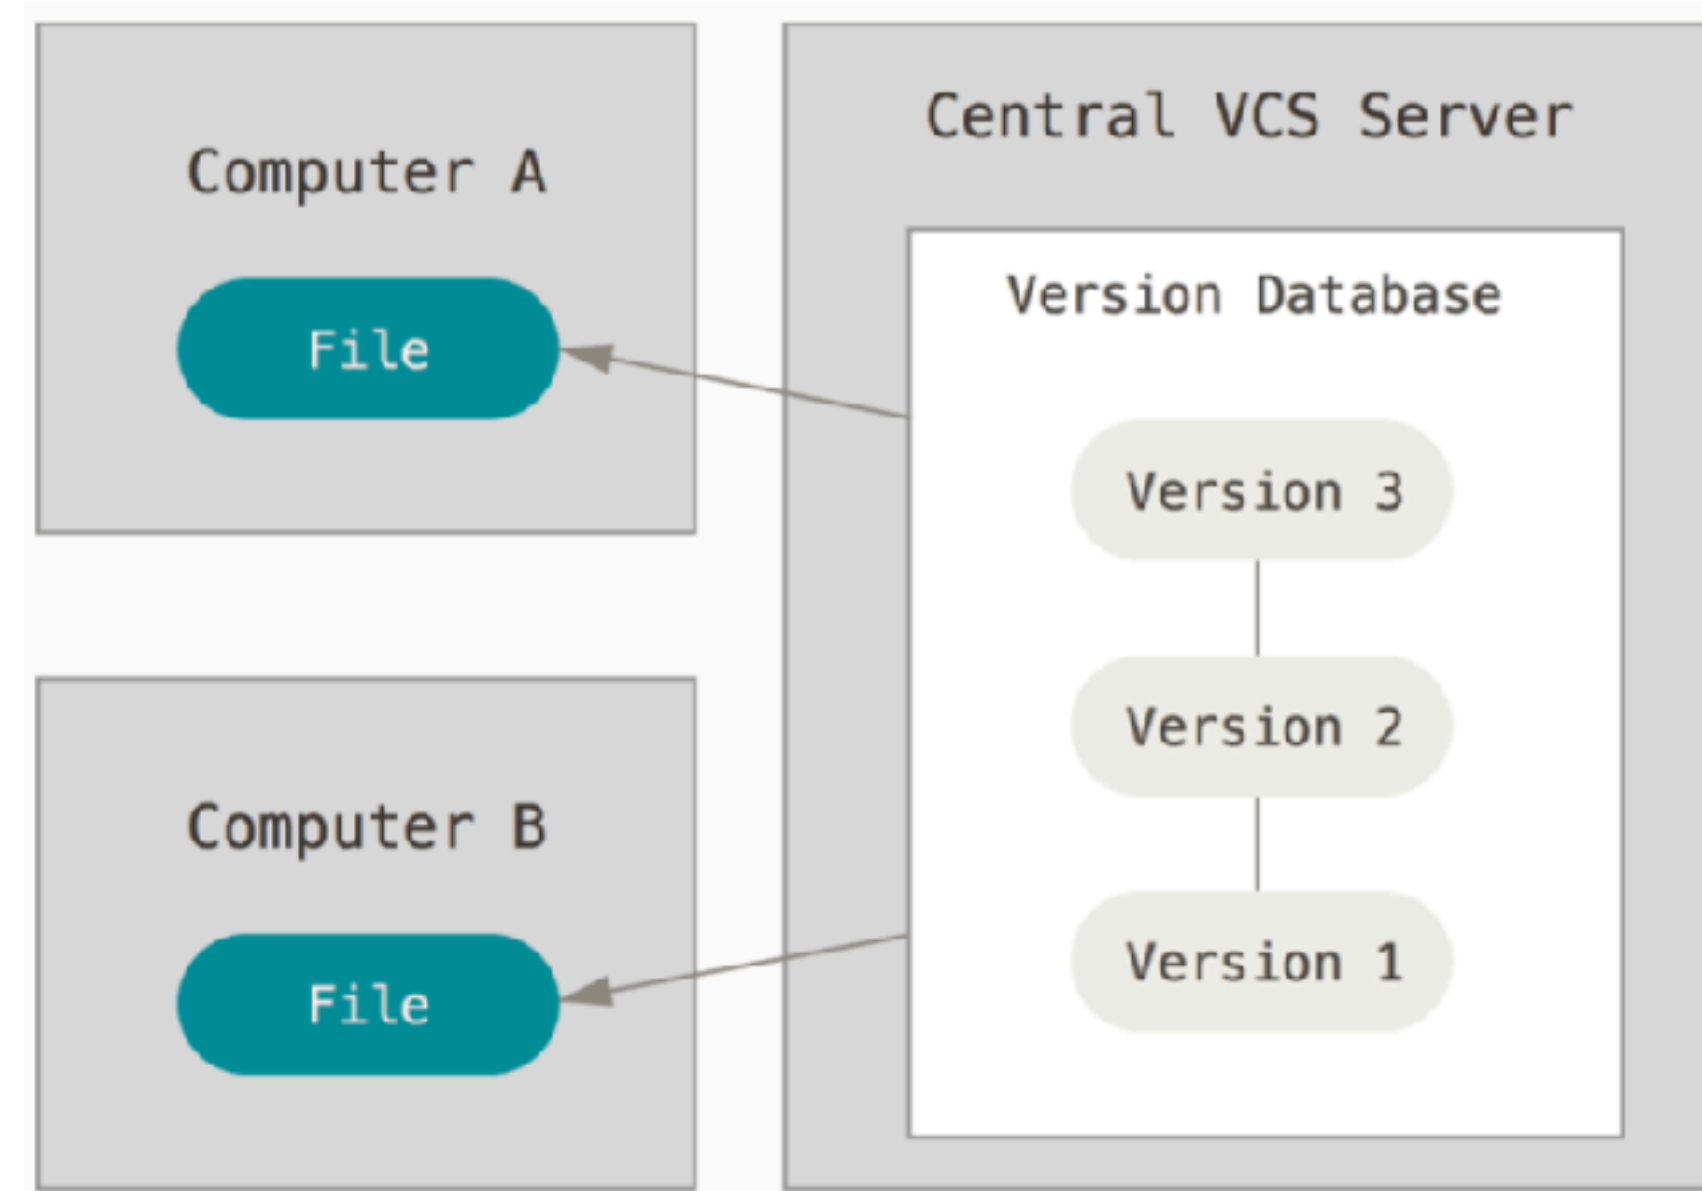 Computer A
File
Computer B
File
Central VCS Server
Version Database
Version 3
Version 2
Version 1